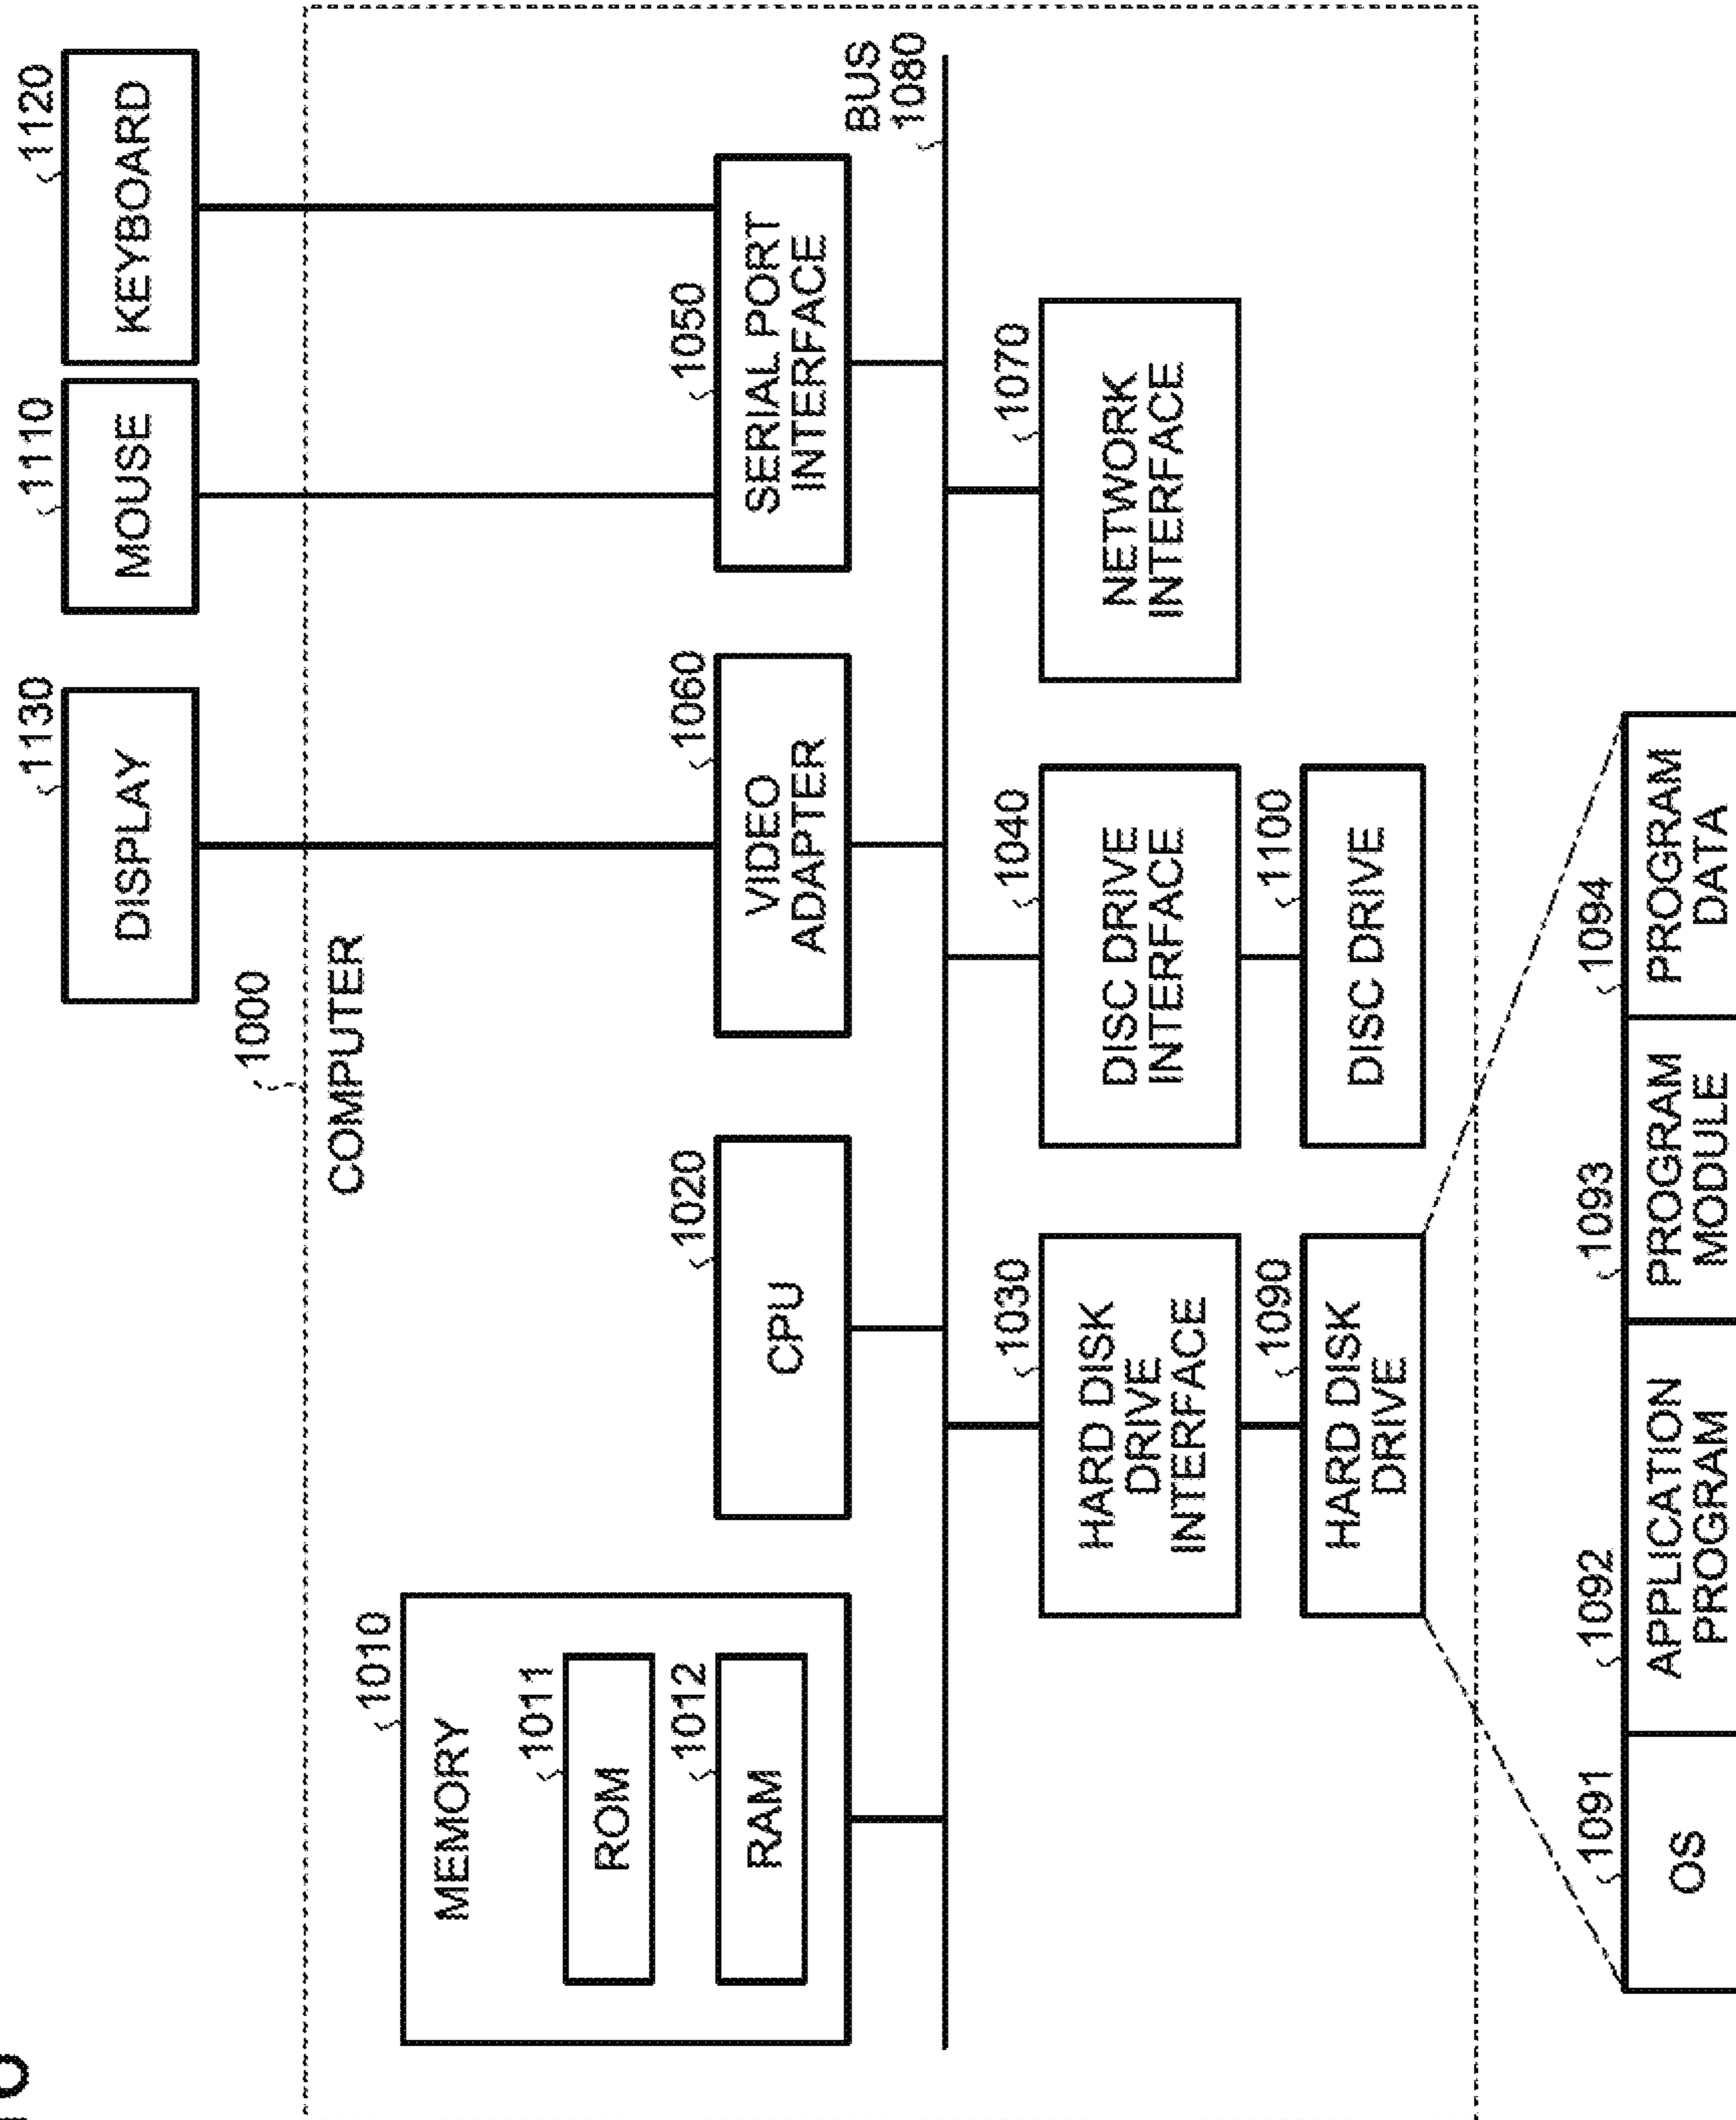 1130
DISPLAY
1110
MOUSE
1120
KEYBOARD
1000
COMPUTER
1010
MEMORY
1011
ROM
1012
RAM
1020
CPU
1060
VIDEO
ADAPTER
1050
SERIAL PORT
INTERFACE
BUS
1080
1030
HARD DISK
DRIVE
INTERFACE
1040
DISC DRIVE
INTERFACE
1070
NETWORK
INTERFACE
1090
HARD DISK
DRIVE
1100
DISC DRIVE
1091
OS
1092
APPLICATION
PROGRAM
1093
PROGRAM
MODULE
1094
PROGRAM
DATA